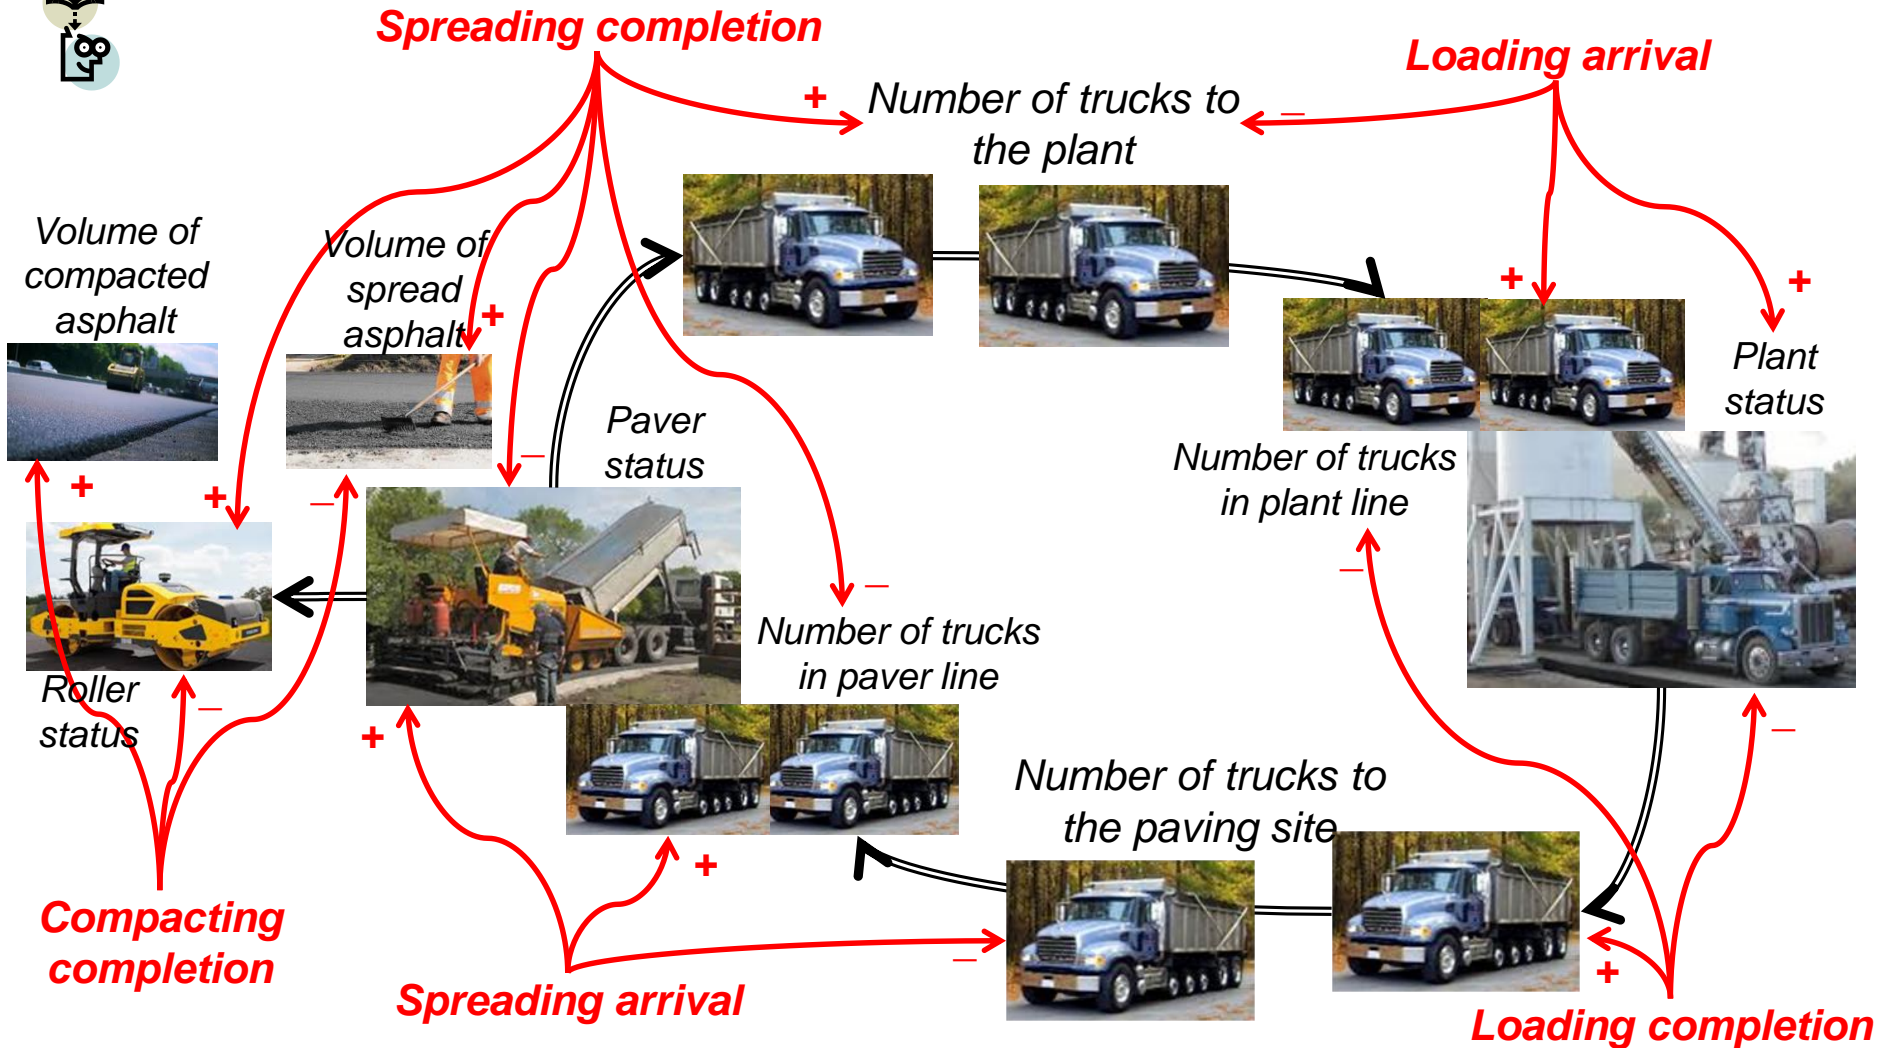 Spreading completion
Loading arrival
+
Number of trucks to
the plant
–
Volume of
compacted
asphalt
Volume of
spread
asphalt
+
+
+
Plant
status
Paver
status
–
Number of trucks
in plant line
+
+
–
–
–
Number of trucks
in paver line
Roller
status
–
+
–
Number of trucks to
the paving site
+
Compacting
completion
–
+
Spreading arrival
Loading completion